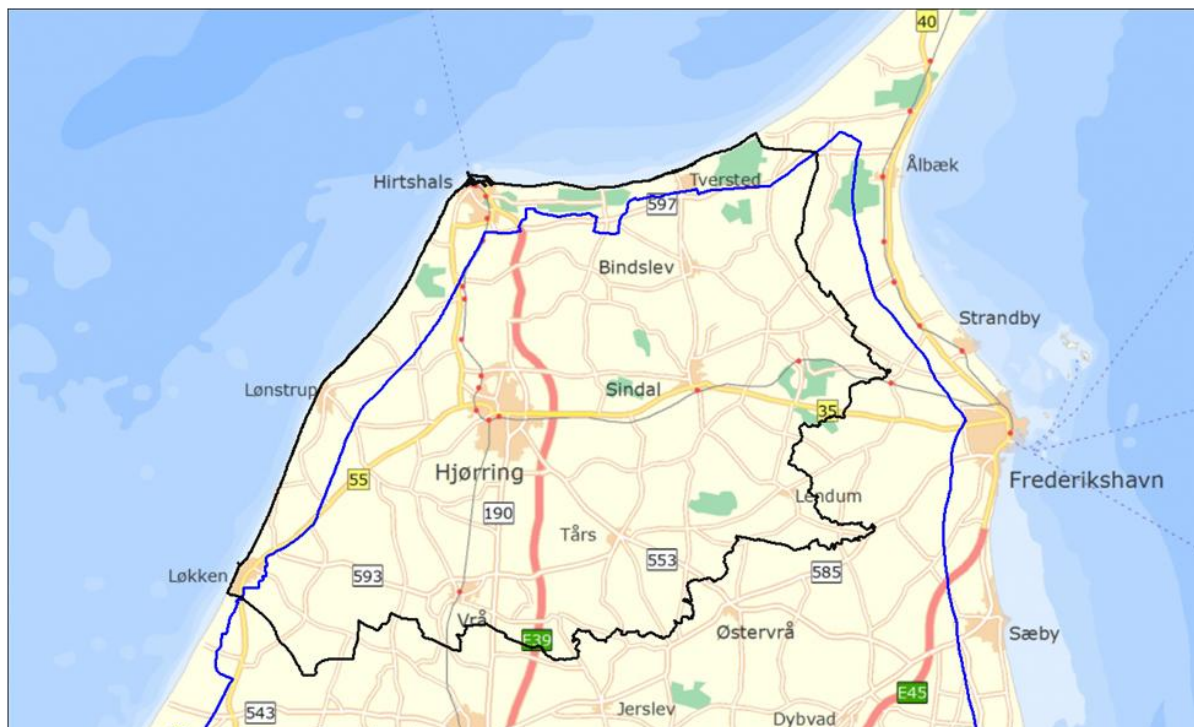 40
Ålbæk
Hirtshals
Tversted
597
Bindslev
Strandby
Lønstrup
Sindal
35
Hjørring
55
Frederikshavn
Lendum
190
Tårs
553
585
Løkken
593
Vrå
Østervrå
Sæby
E39
E45
543
Jerslev
Dybvad